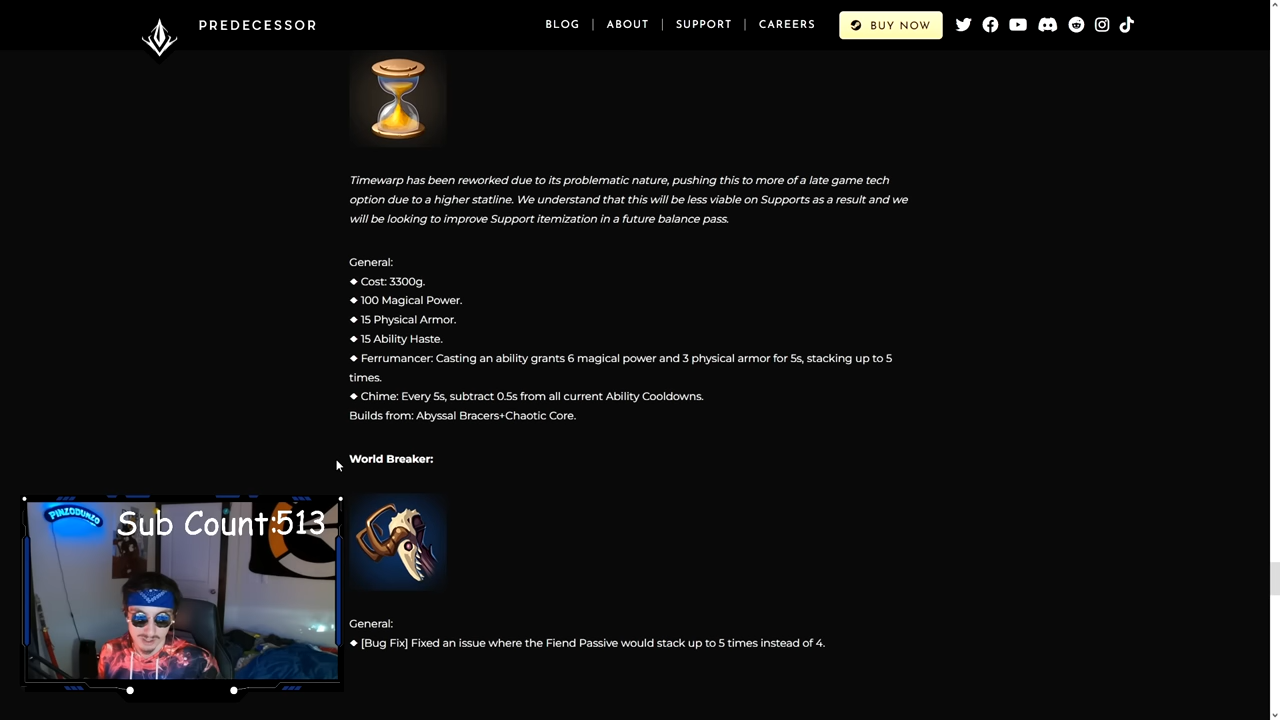 PREDECESSOR
BLOG
ABOUT
SUPPORT
CAREERS
BUY NOW
Timewarp has been reworked due to its problematic nature, pushing this to more of a late game tech
option due to a higher statline. We understand that this will be less viable on Supports as a result and we
will be looking to improve Support itemization in a future balance pass.
General:
◆ Cost: 3300g.
◆ 100 Magical Power.
◆ 15 Physical Armor.
◆ 15 Ability Haste.
◆ Ferrumancer: Casting an ability grants 6 magical power and 3 physical armor for 5s, stacking up to 5
times.
◆ Chime: Every 5s, subtract 0.5s from all current Ability Cooldowns.
Builds from: Abyssal Bracers+Chaotic Core.
World Breaker:
PINZODUNZO
Sub Count:513
General:
◆ [Bug Fix] Fixed an issue where the Fiend Passive would stack up to 5 times instead of 4.